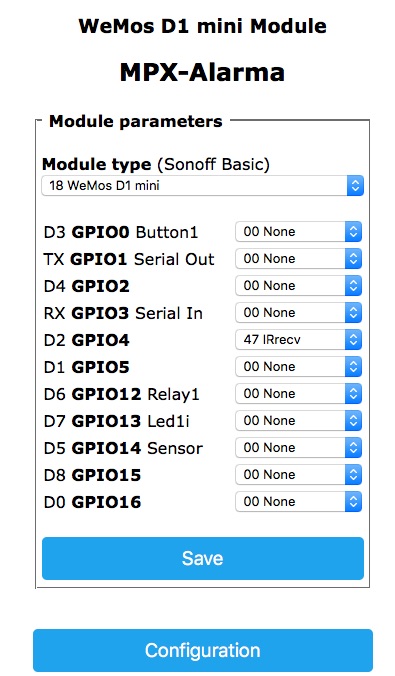 WeMos D1 mini Module
MPX-Alarma
Module parameters
Module type (Sonoff Basic)
18 WeMos D1 mini
D3 GPIO0 Button1 00 None
TX GPIO1 Serial Out 00 None
D4 GPIO2 00 None
RX GPIO3 Serial In 00 None
D2 GPIO4 47 IRrecv
D1 GPIO5 00 None
D6 GPIO12 Relay1 00 None
D7 GPIO13 Led1i 00 None
D5 GPIO14 Sensor 00 None
D8 GPIO15 00 None
D0 GPIO16 00 None
Save
Configuration